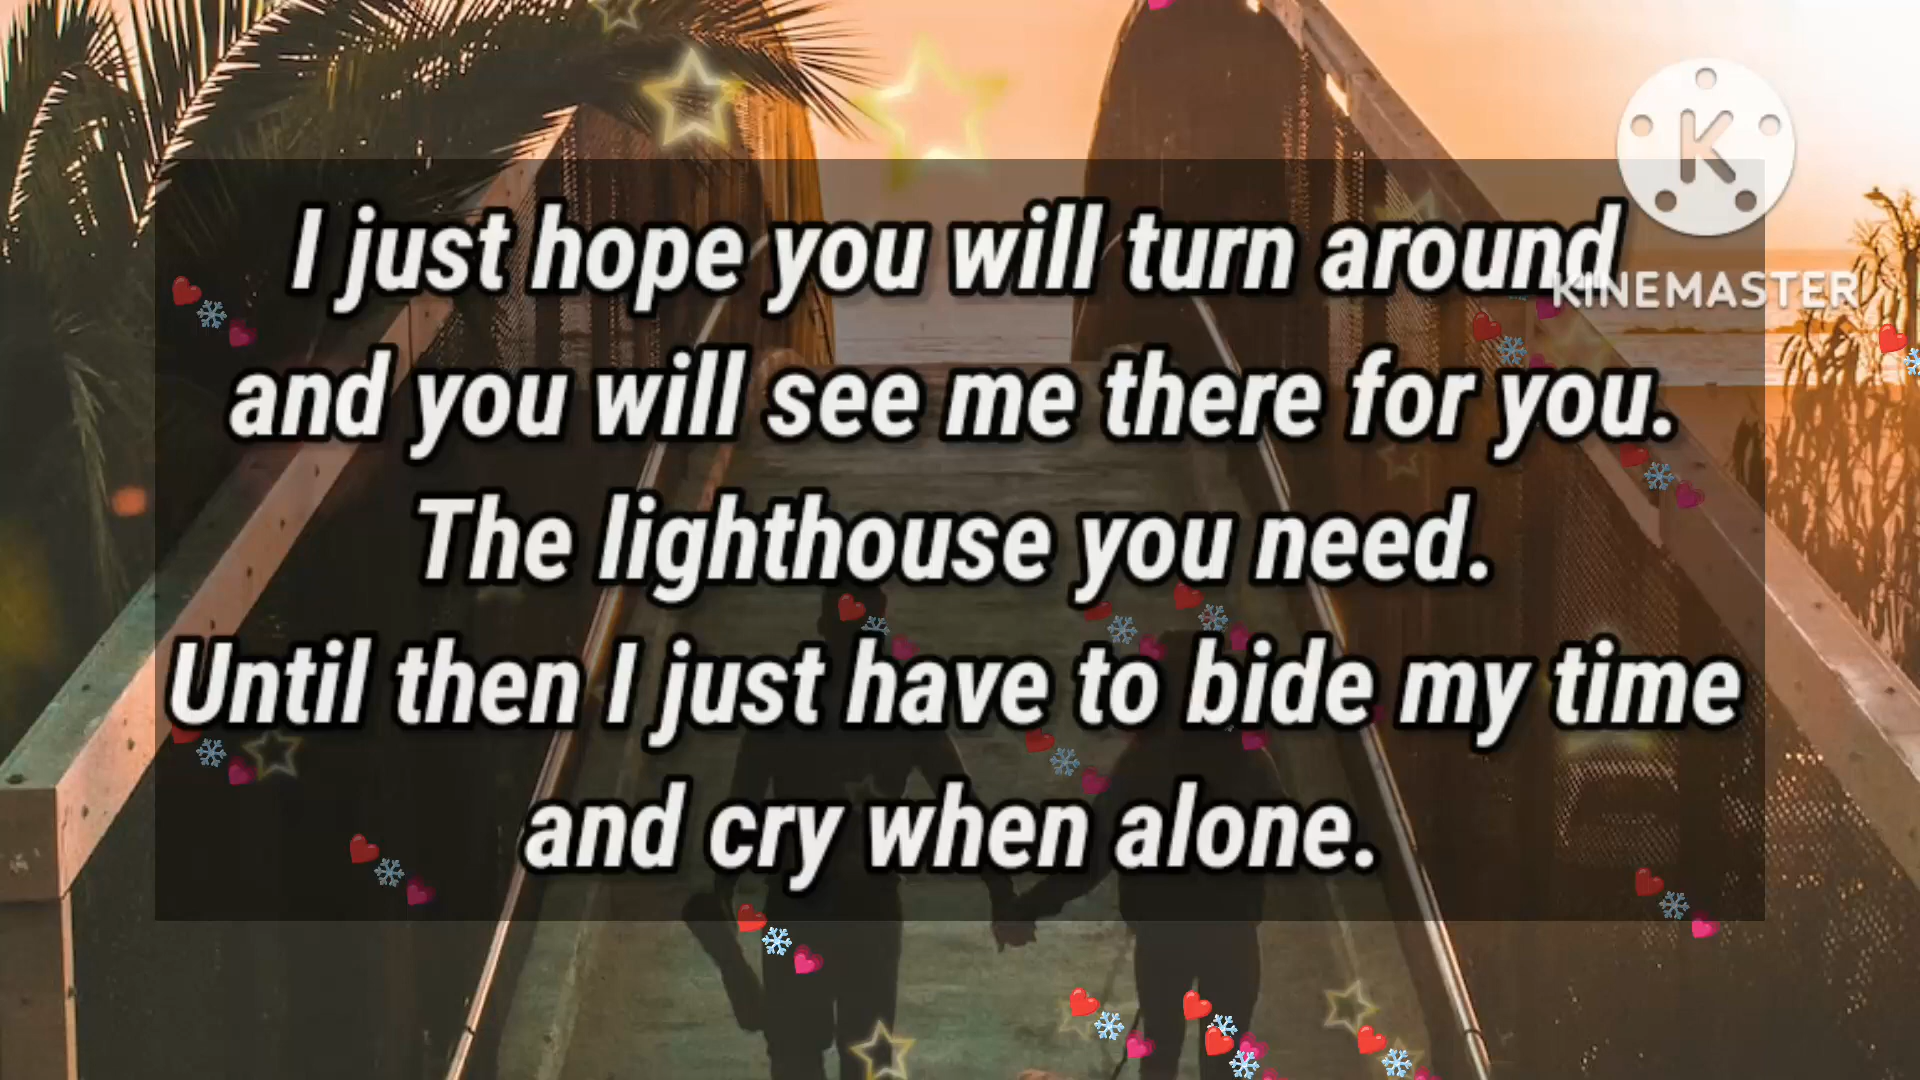 K
KINEMASTER
I just hope you will turn around
and you will see me there for you.
The lighthouse you need.
Until then I just have to bide my time
and cry when alone.